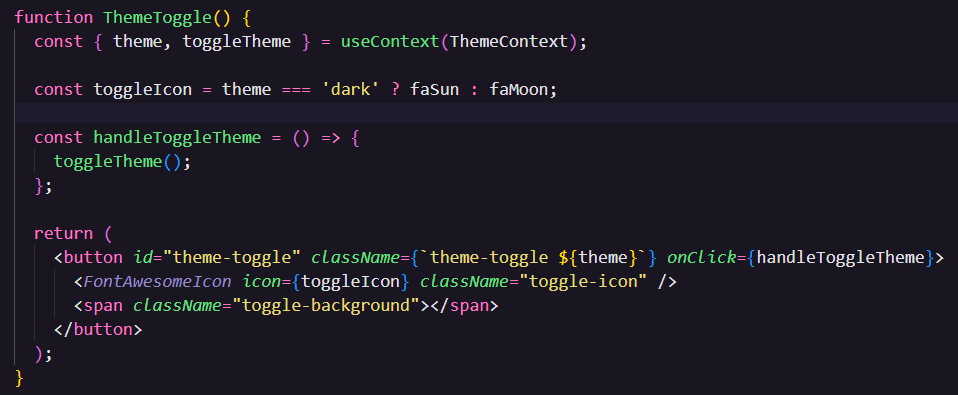 function ThemeToggle() {
  const { theme, toggleTheme } = useContext(ThemeContext);

  const toggleIcon = theme === 'dark' ? faSun : faMoon;

  const handleToggleTheme = () => {
    toggleTheme();
  };

  return (
    <button id="theme-toggle" className={`theme-toggle ${theme}`} onClick={handleToggleTheme}>
      <FontAwesomeIcon icon={toggleIcon} className="toggle-icon" />
      <span className="toggle-background"></span>
    </button>
  );
}